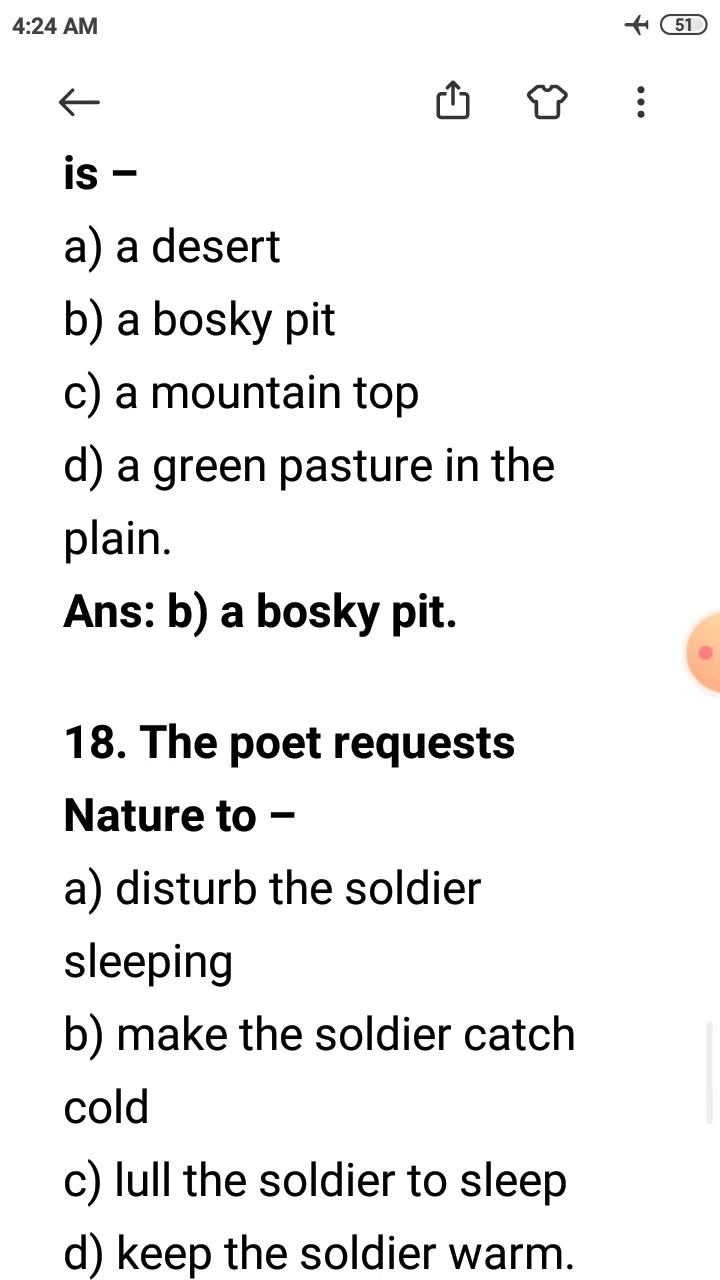 4:24 AM
51
is –
a) a desert
b) a bosky pit
c) a mountain top
d) a green pasture in the
plain.
Ans: b) a bosky pit.
18. The poet requests
Nature to –
a) disturb the soldier
sleeping
b) make the soldier catch
cold
c) lull the soldier to sleep
d) keep the soldier warm.